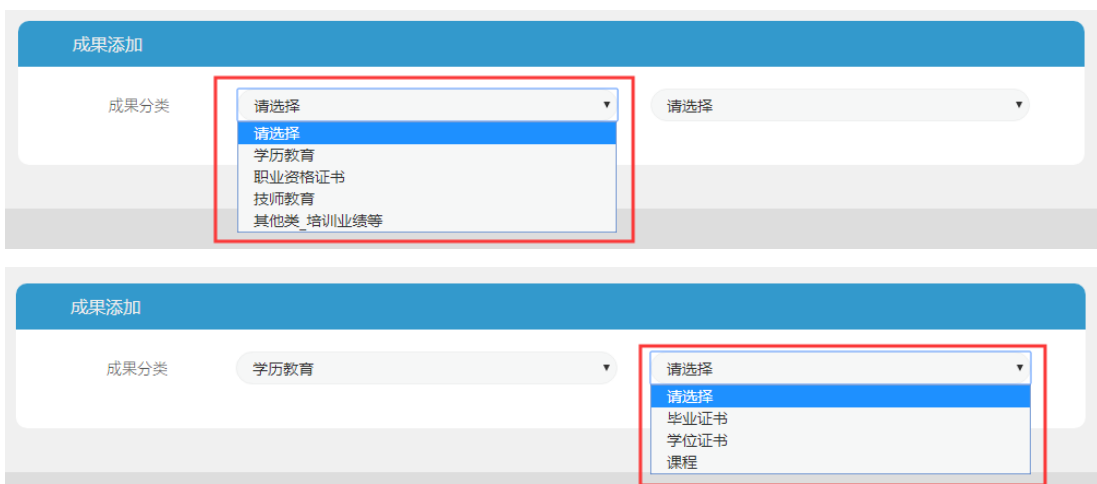 成果添加
成果分类 请选择 请选择
请选择
学历教育
职业资格证书
技师教育
其他类_培训业绩等
成果添加
成果分类 学历教育 请选择
请选择
毕业证书
学位证书
课程